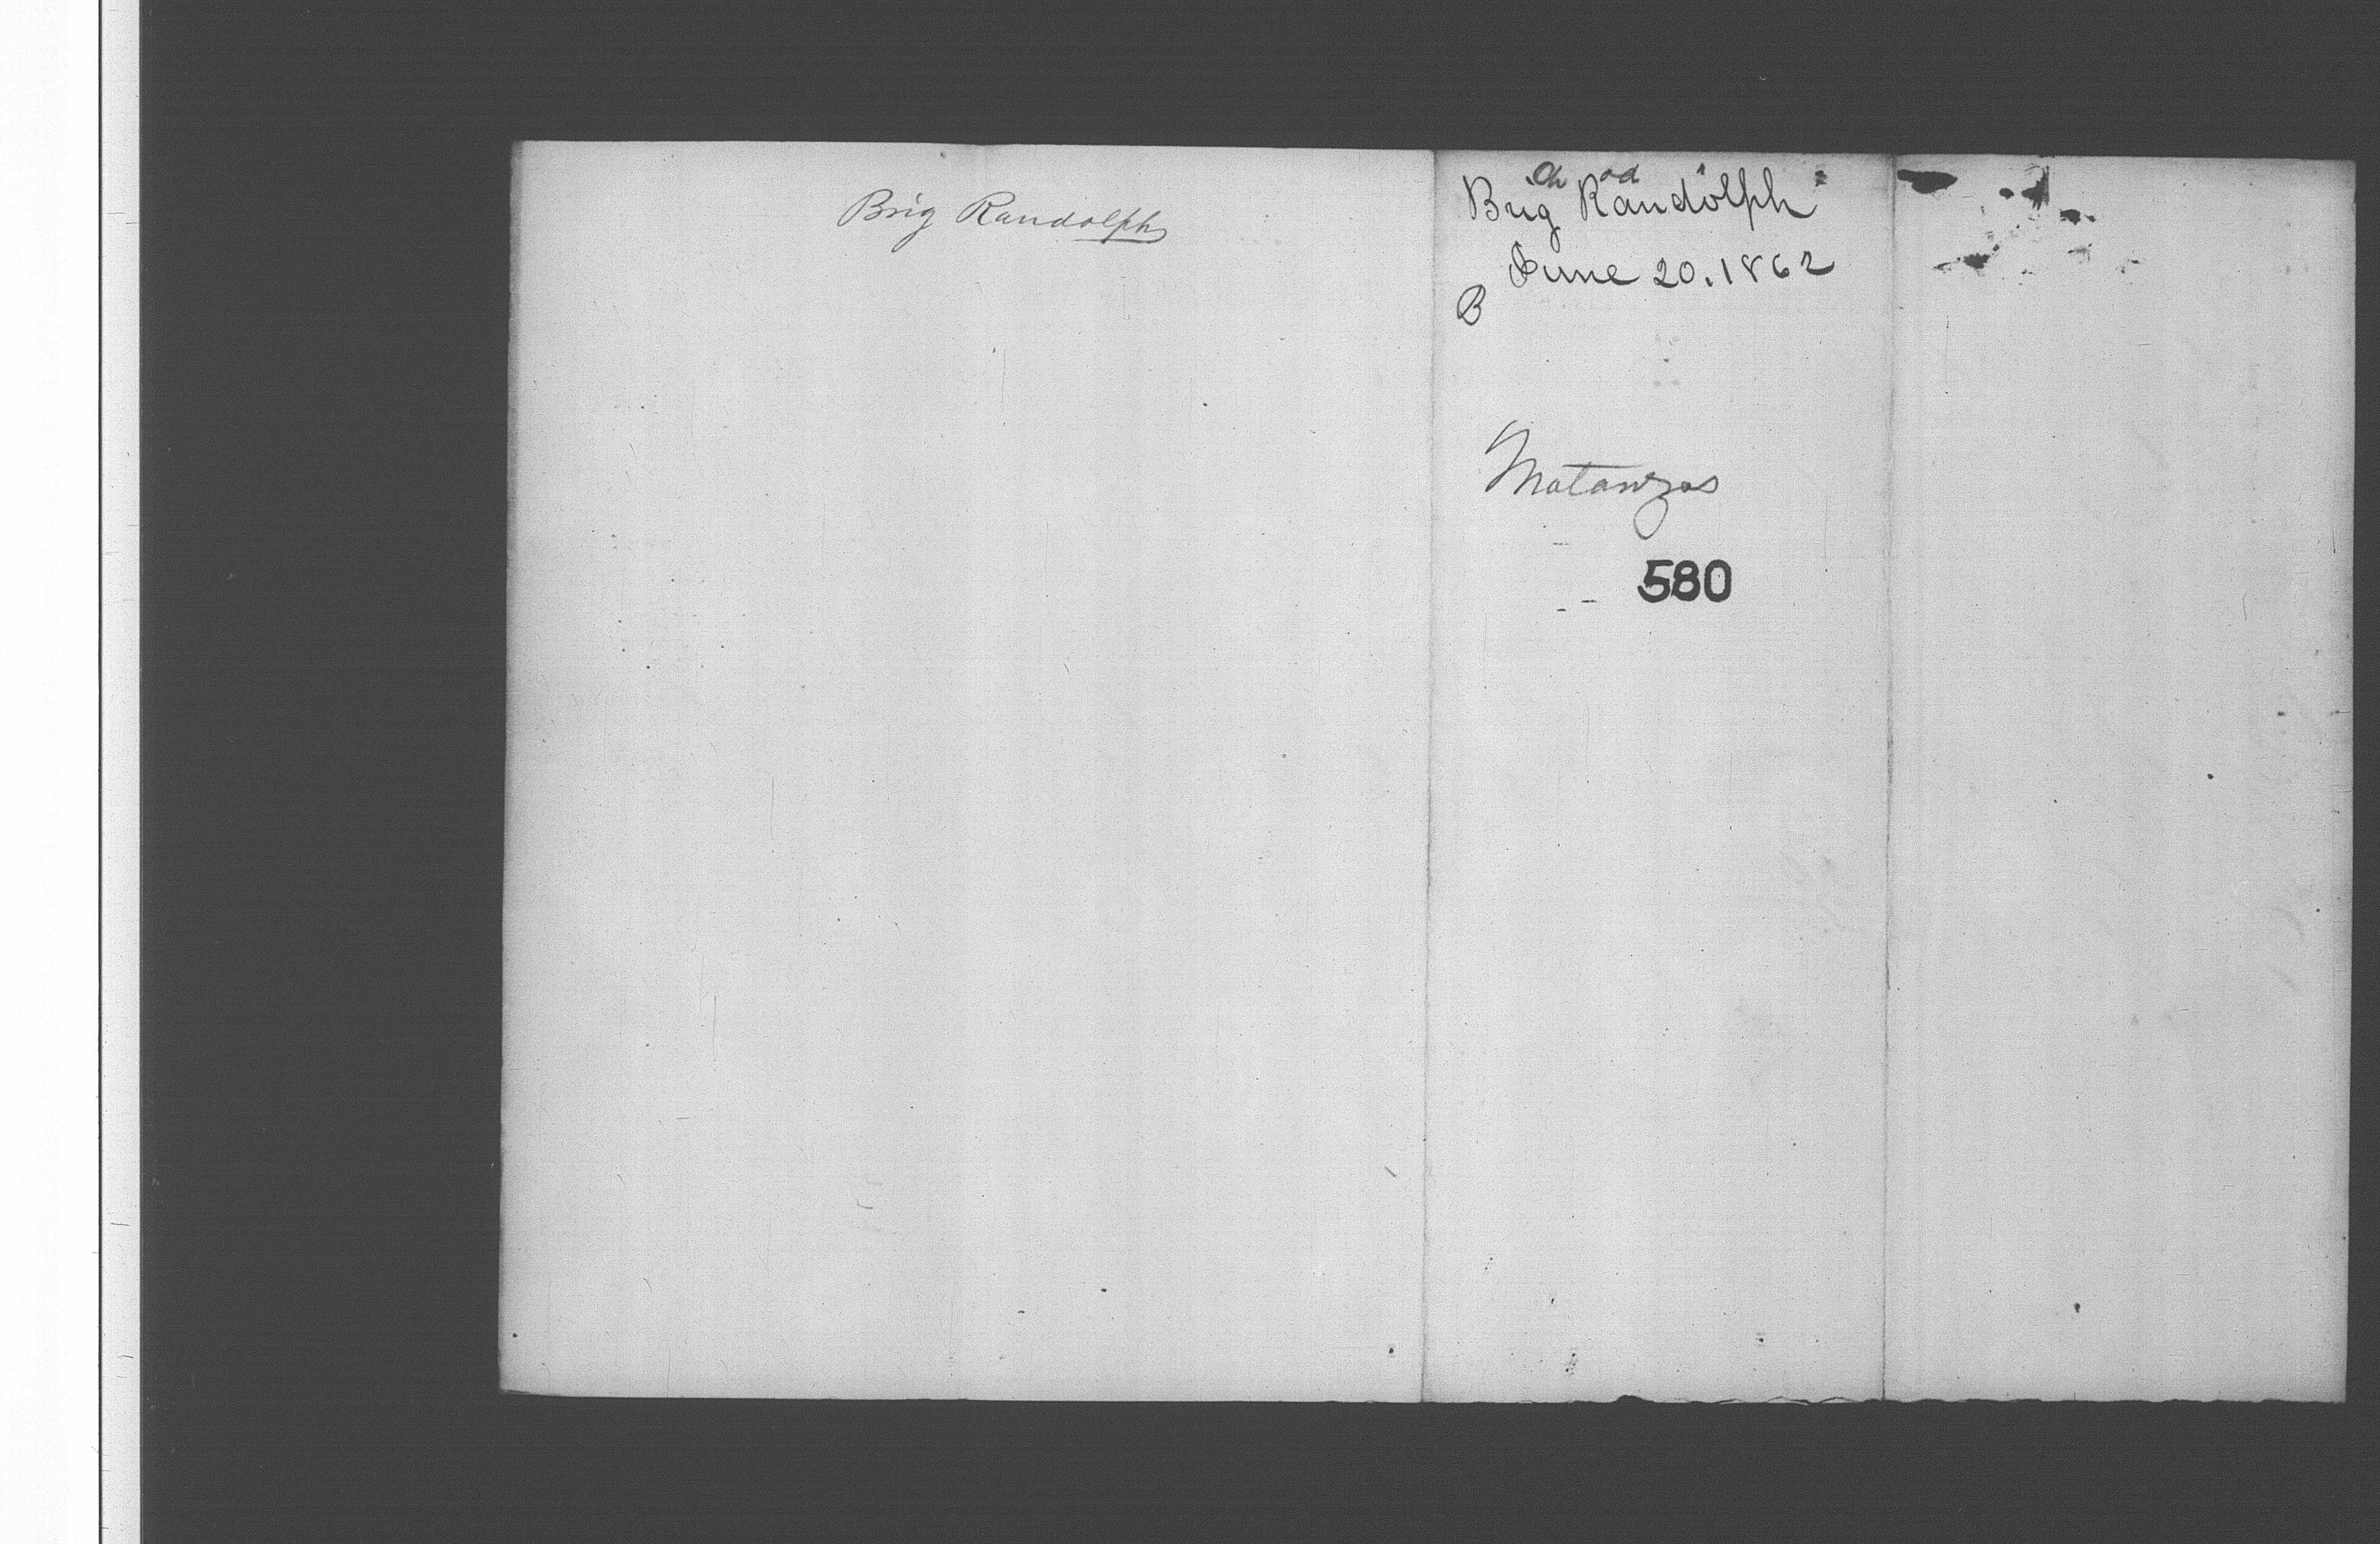 Brig Randolph
Brig Randolph
June 20. 1862
B
Matanzas
580